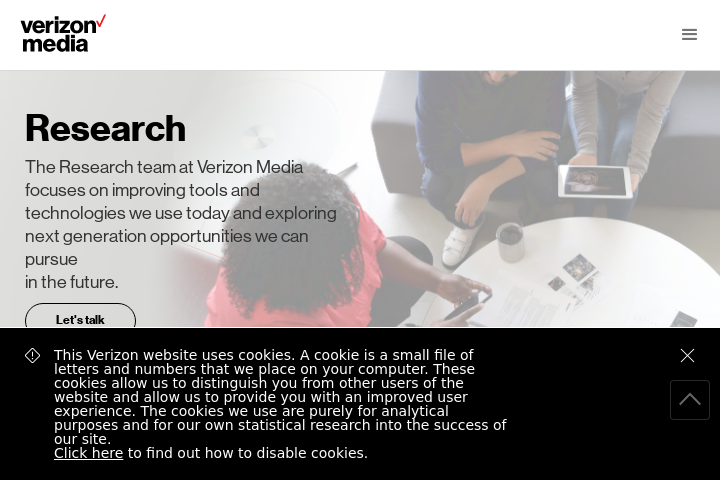 verizon
media
Research
The Research team at Verizon Media
focuses on improving tools and
technologies we use today and exploring
next generation opportunities we can
pursue
in the future.
Let's talk
This Verizon website uses cookies. A cookie is a small file of
letters and numbers that we place on your computer. These
cookies allow us to distinguish you from other users of the
website and allow us to provide you with an improved user
experience. The cookies we use are purely for analytical
purposes and for our own statistical research into the success of
our site.
Click here to find out how to disable cookies.